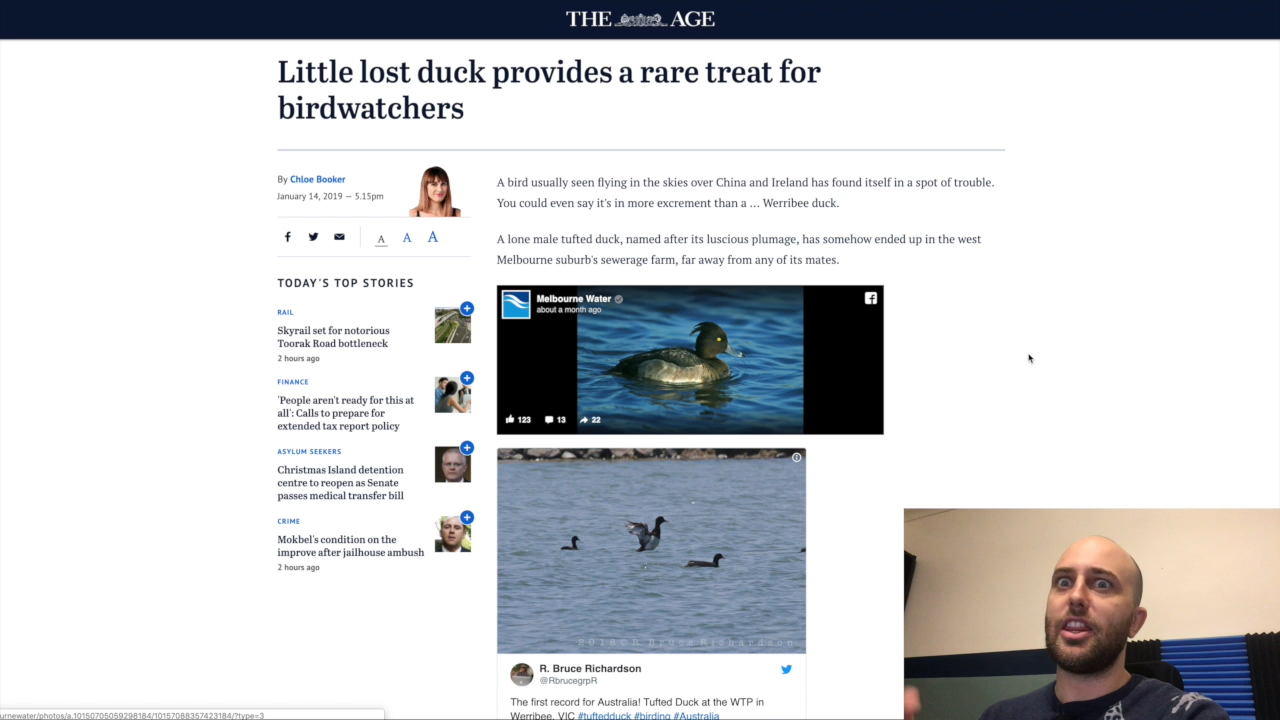 THE AGE
Little lost duck provides a rare treat for
birdwatchers
By Chloe Booker
January 14, 2019 — 5.15pm
A A A
TODAY'S TOP STORIES
RAIL
Skyrail set for notorious
Toorak Road bottleneck
2 hours ago
FINANCE
'People aren't ready for this at
all': Calls to prepare for
extended tax report policy
ASYLUM SEEKERS
Christmas Island detention
centre to reopen as Senate
passes medical transfer bill
CRIME
Mokbel's condition on the
improve after jailhouse ambush
2 hours ago
A bird usually seen flying in the skies over China and Ireland has found itself in a spot of trouble.
You could even say it's in more excrement than a ... Werribee duck.
A lone male tufted duck, named after its luscious plumage, has somehow ended up in the west
Melbourne suburb's sewerage farm, far away from any of its mates.
Melbourne Water
about a month ago
123 13 22
2018©R Bruce Richardson
R. Bruce Richardson
@RbrucegrpR
The first record for Australia! Tufted Duck at the WTP in
Werribee, VIC #tuftedduck #birding #Australia
urnewater/photos/a.10150705059298184/10157088357423184/?type=3